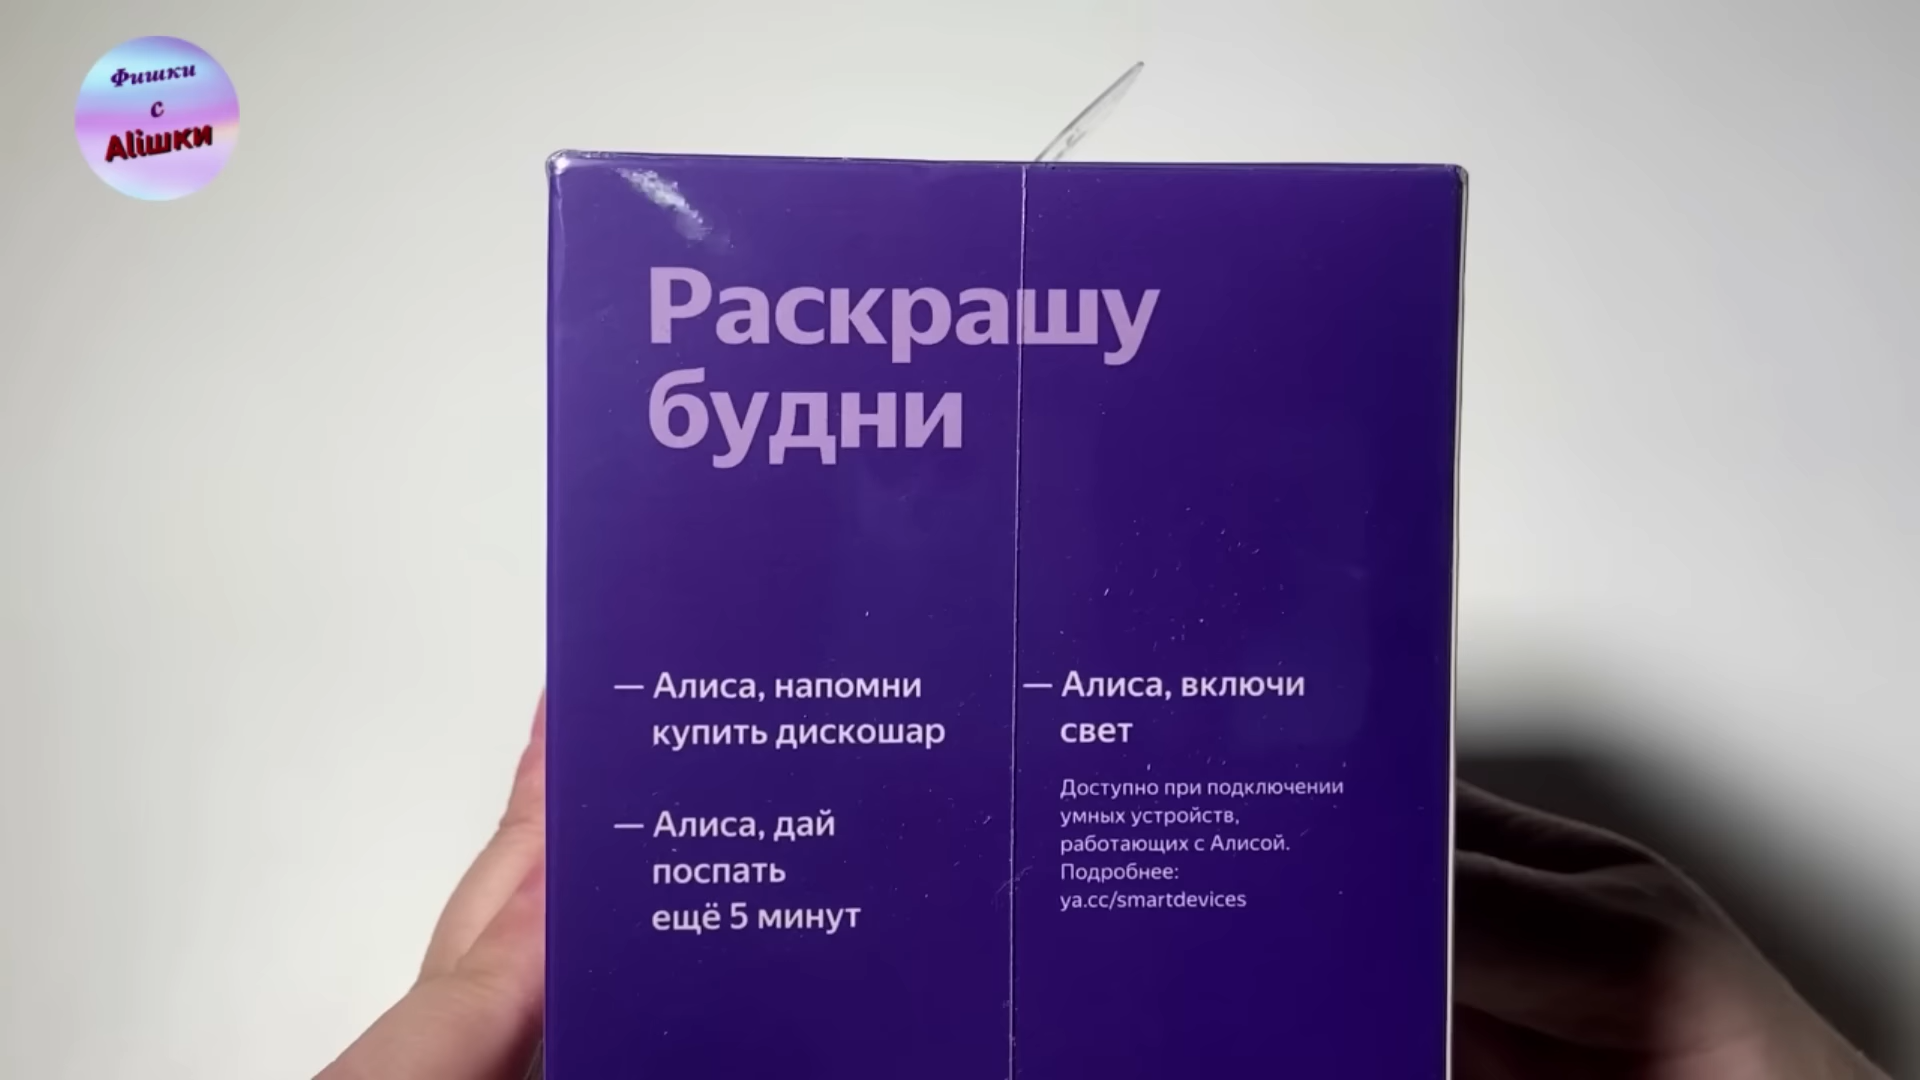 Фишки
с
Aliшки
Раскрашу
будни
— Алиса, напомни
купить дискошар
— Алиса, дай
поспать
ещё 5 минут
— Алиса, включи
свет
Доступно при подключении
умных устройств,
работающих с Алисой.
Подробнее:
ya.cc/smartdevices